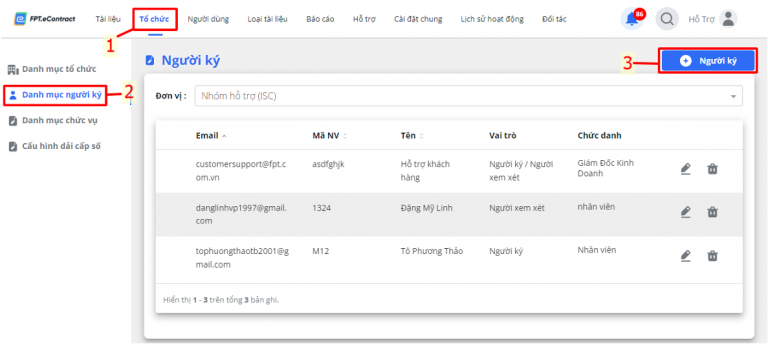 FPT.eContract Tài liệu Tổ chức Người dùng Loại tài liệu Báo cáo Hỗ trợ Cài đặt chung Lịch sử hoạt động Đối tác 86 Hỗ Trợ
1
Danh mục tổ chức
Danh mục người ký
2
Danh mục chức vụ
Cấu hình dải cấp số
Người ký
3
Người ký
Đơn vị : Nhóm hỗ trợ (ISC)
Email Mã NV Tên Vai trò Chức danh
customersupport@fpt.c asdfghjk Hỗ trợ khách Người ký / Người Giám Đốc Kinh
om.vn hàng xem xét Doanh
danglinhvp1997@gmail. 1324 Đặng Mỹ Linh Người xem xét nhân viên
com
tophuongthaotb2001@g M12 Tô Phương Thảo Người ký Nhân viên
mail.com
Hiển thị 1 - 3 trên tổng 3 bản ghi.